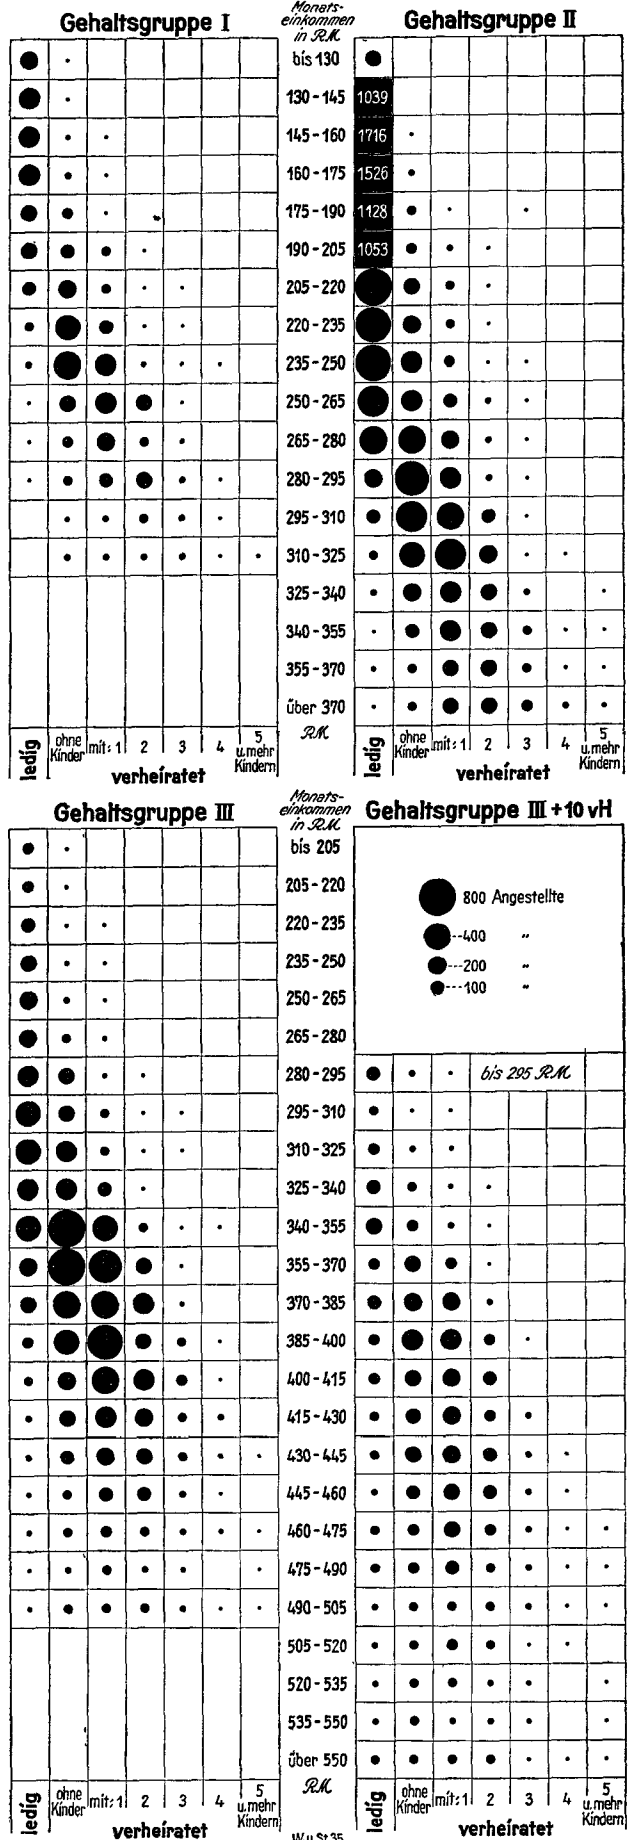 Gehaltsgruppe I
Monats-
einkommen
in RM.
Gehaltsgruppe II
bis 130
130-145 1039
145-160 1716
160-175 1526
175-190 1128
190-205 1053
205-220
220-235
235-250
250-265
265-280
280-295
295-310
310-325
325-340
340-355
355-370
über 370
RM.
ledig
ohne
Kinder
mit: 1 2 3 4 5
u. mehr
Kindern
verheiratet
ledig
ohne
Kinder
mit: 1 2 3 4 5
u. mehr
Kindern
verheiratet
Gehaltsgruppe III
Monats-
einkommen
in RM.
Gehaltsgruppe III + 10 vH
bis 205
205-220
220-235
235-250
250-265
265-280
280-295
295-310
310-325
325-340
340-355
355-370
370-385
385-400
400-415
415-430
430-445
445-460
460-475
475-490
490-505
505-520
520-535
535-550
über 550
RM.
800 Angestellte
400 „
200 „
100 „
bis 295 RM.
ledig
ohne
Kinder
mit: 1 2 3 4 5
u. mehr
Kindern
verheiratet
ledig
ohne
Kinder
mit: 1 2 3 4 5
u. mehr
Kindern
verheiratet
W.u.St.35